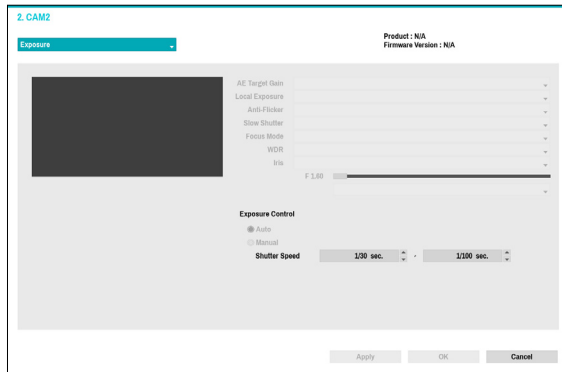 2. CAM2
Exposure
Product : N/A
Firmware Version : N/A
AE Target Gain
Local Exposure
Anti-Flicker
Slow Shutter
Focus Mode
WDR
Iris
F 1.60
Exposure Control
Auto
Manual
Shutter Speed 1/30 sec. - 1/100 sec.
Apply OK Cancel